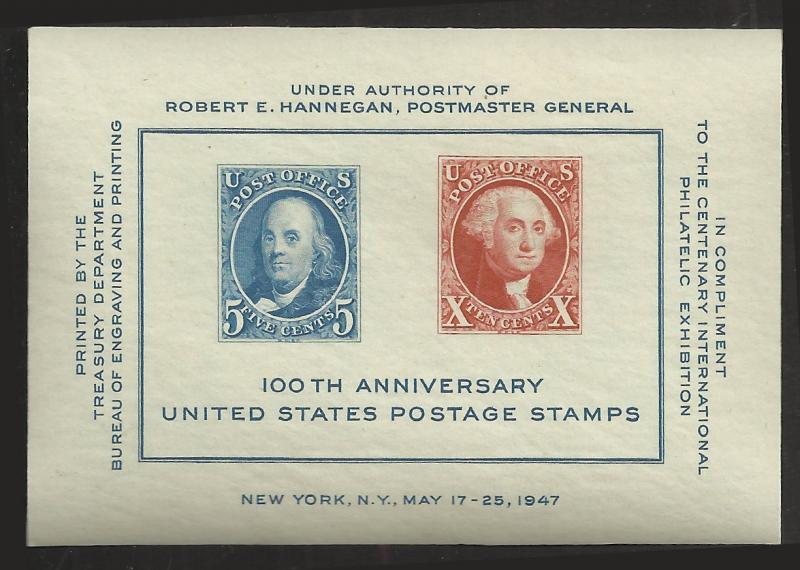 UNDER AUTHORITY OF
ROBERT E. HANNEGAN, POSTMASTER GENERAL
PRINTED BY THE
TREASURY DEPARTMENT
BUREAU OF ENGRAVING AND PRINTING
U S
POST OFFICE
5 FIVE CENTS 5
U S
POST OFFICE
X TEN CENTS X
100TH ANNIVERSARY
UNITED STATES POSTAGE STAMPS
IN COMPLIMENT
TO THE CENTENARY INTERNATIONAL
PHILATELIC EXHIBITION
NEW YORK, N.Y., MAY 17-25, 1947